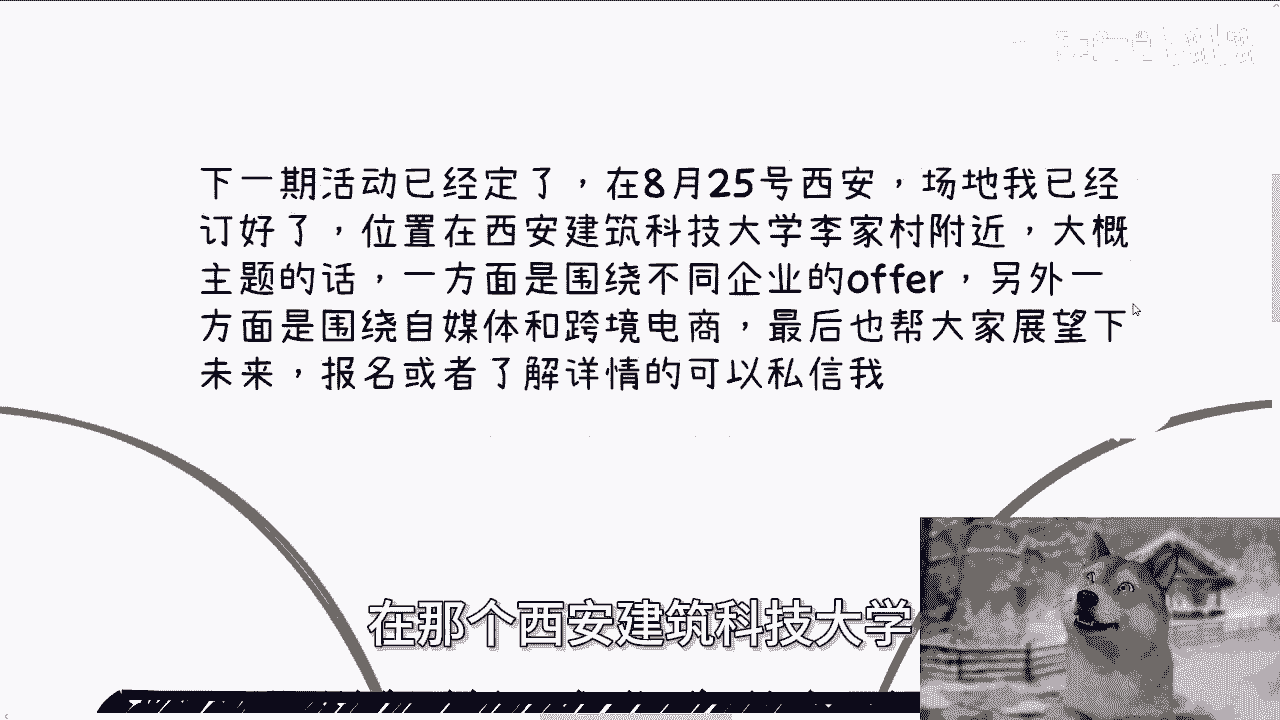 下一期活动已经定了，在8月25号西安，场地我已经
订好了，位置在西安建筑科技大学李家村附近，大概
主题的话，一方面是围绕不同企业的offer，另外一
方面是围绕自媒体和跨境电商，最后也帮大家展望下
未来，报名或者了解详情的可以私信我
在那个西安建筑科技大学